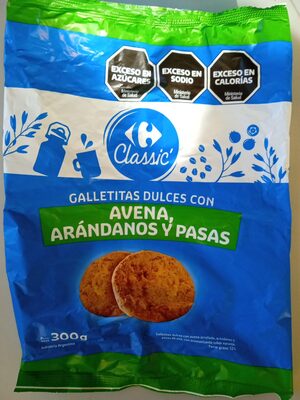 EXCESO EN
AZÚCARES
Ministerio
de Salud
EXCESO EN
SODIO
Ministerio
de Salud
EXCESO EN
CALORÍAS
Ministerio
de Salud
Classic'
GALLETITAS DULCES CON
AVENA,
ARÁNDANOS Y PASAS
300g
Industria Argentina